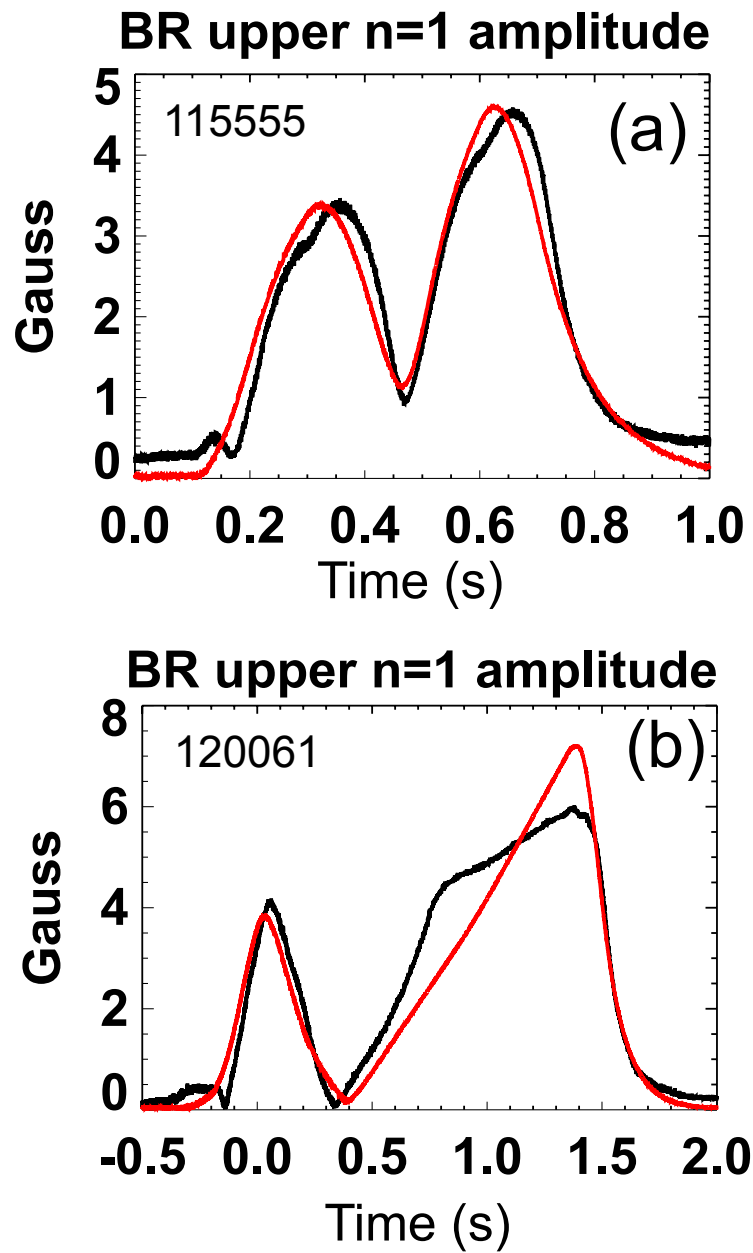 BR upper n=1 amplitude
115555
(a)
5
4
3
2
1
0
Gauss
0.0 0.2 0.4 0.6 0.8 1.0
Time (s)
BR upper n=1 amplitude
120061
(b)
8
6
4
2
0
Gauss
-0.5 0.0 0.5 1.0 1.5 2.0
Time (s)